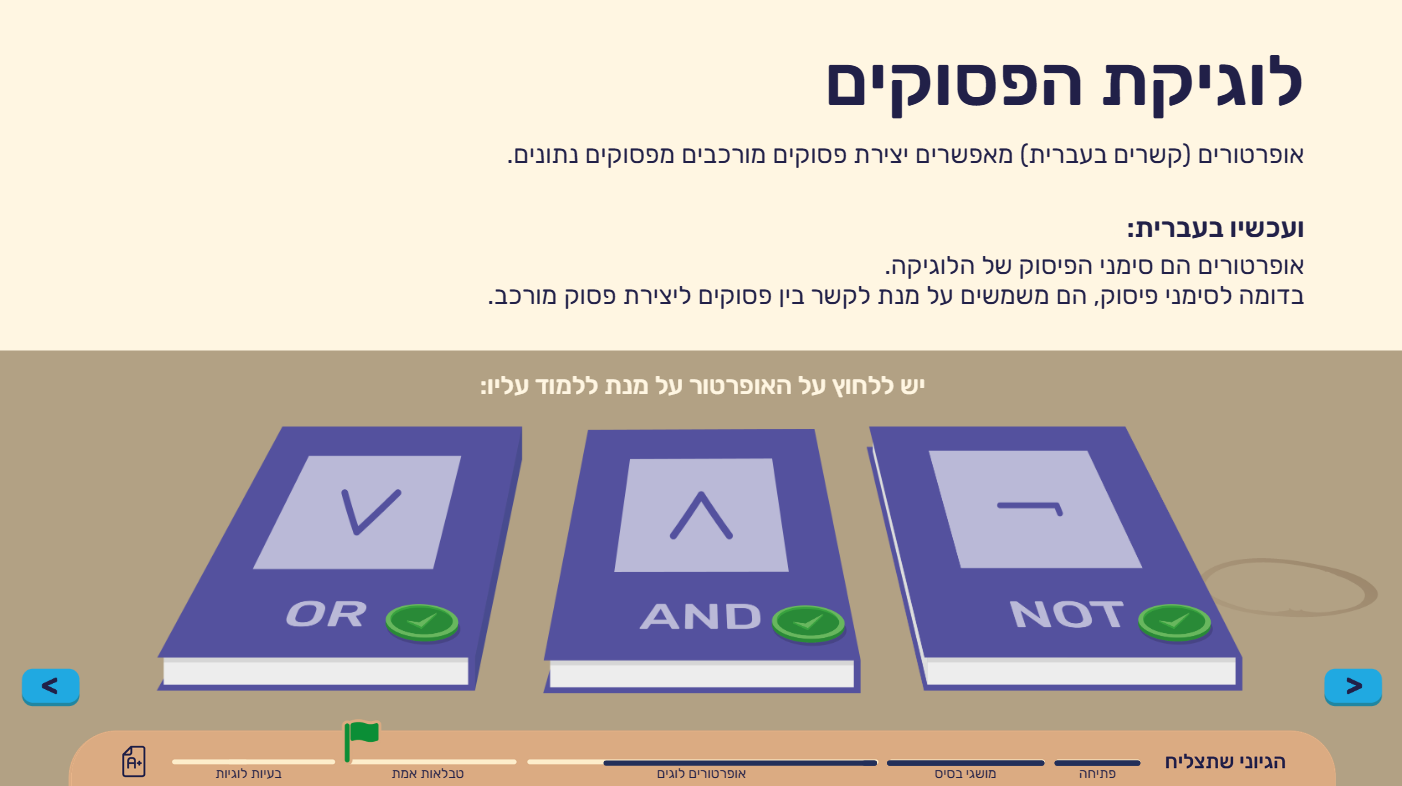 לוגיקת הפסוקים
אופרטורים (קשרים בעברית) מאפשרים יצירת פסוקים מורכבים מפסוקים נתונים.
ועכשיו בעברית:
אופרטורים הם סימני הפיסוק של הלוגיקה.
בדומה לסימני פיסוק, הם משמשים על מנת לקשר בין פסוקים ליצירת פסוק מורכב.
יש ללחוץ על האופרטור על מנת ללמוד עליו:
¬
NOT
∧
AND
∨
OR
>
<
הגיוני שתצליח
פתיחה
מושגי בסיס
אופרטורים לוגים
טבלאות אמת
בעיות לוגיות
A+